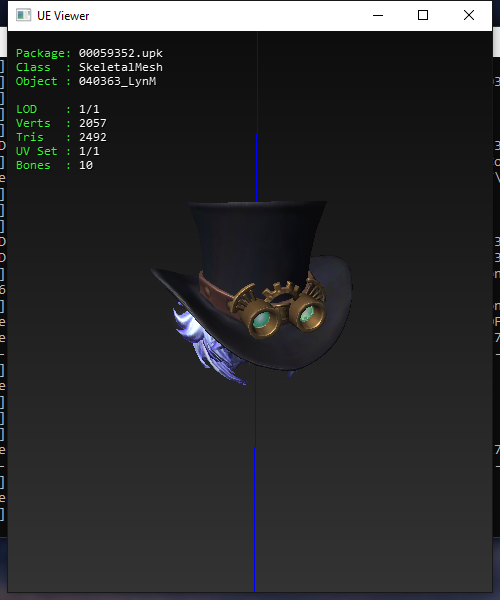 UE Viewer
Package: 00059352.upk
Class  : SkeletalMesh
Object : 040363_LynM
LOD    : 1/1
Verts  : 2057
Tris   : 2492
UV Set : 1/1
Bones  : 10